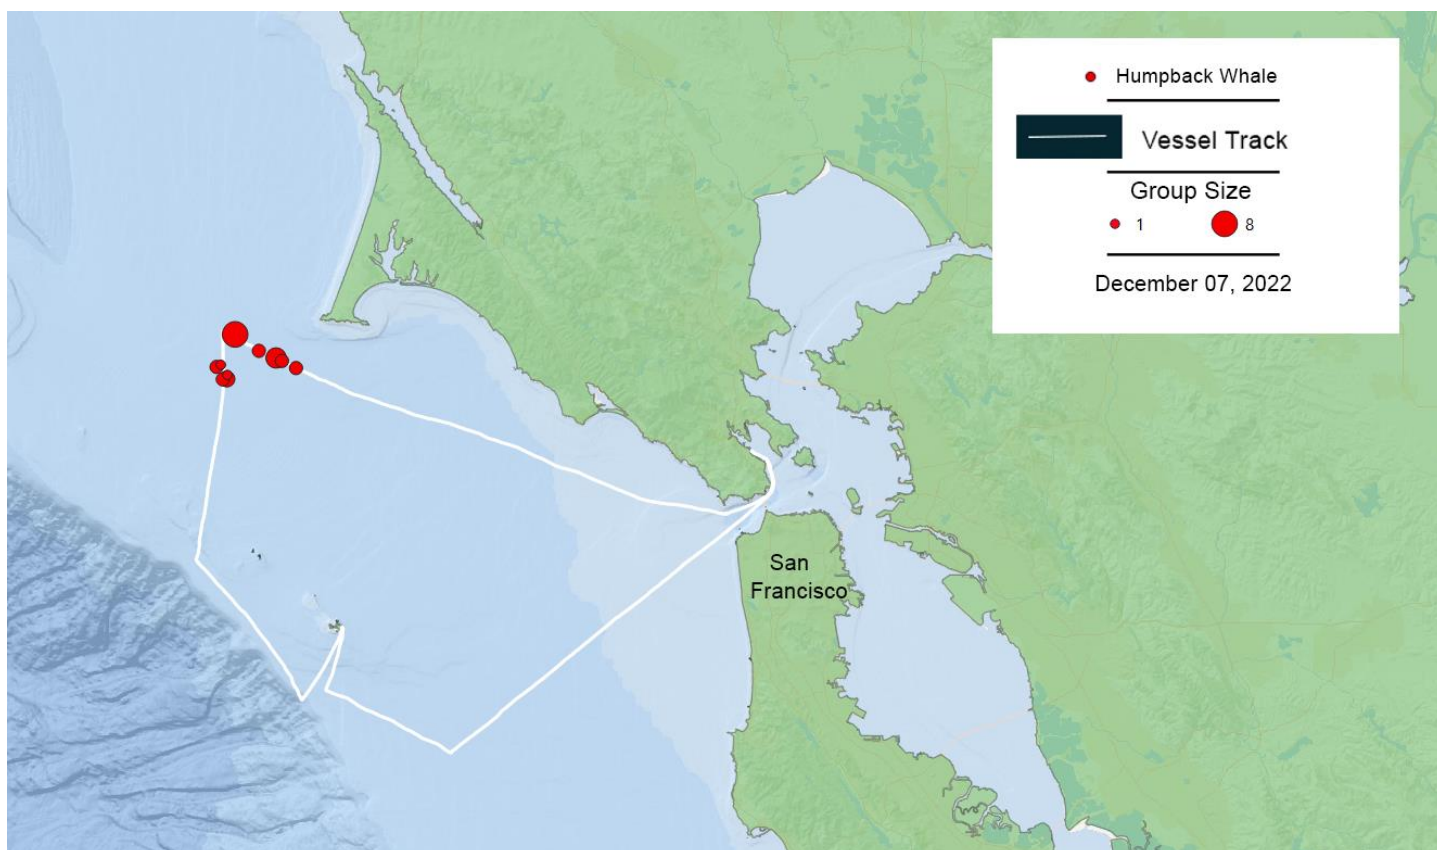 Humpback Whale
Vessel Track
Group Size
1 8
December 07, 2022
San
Francisco